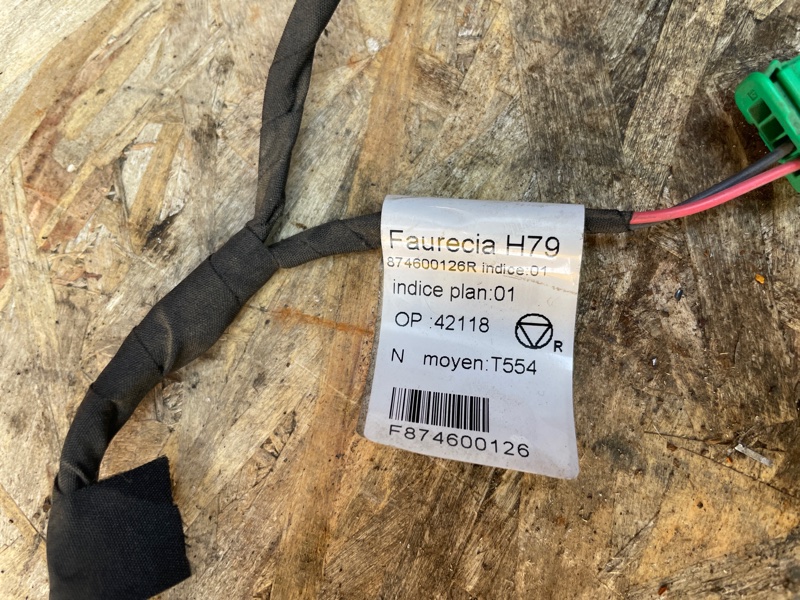 Faurecia H79
874600126R indice:01
indice plan:01
OP :42118
R
N moyen:T554
F874600126